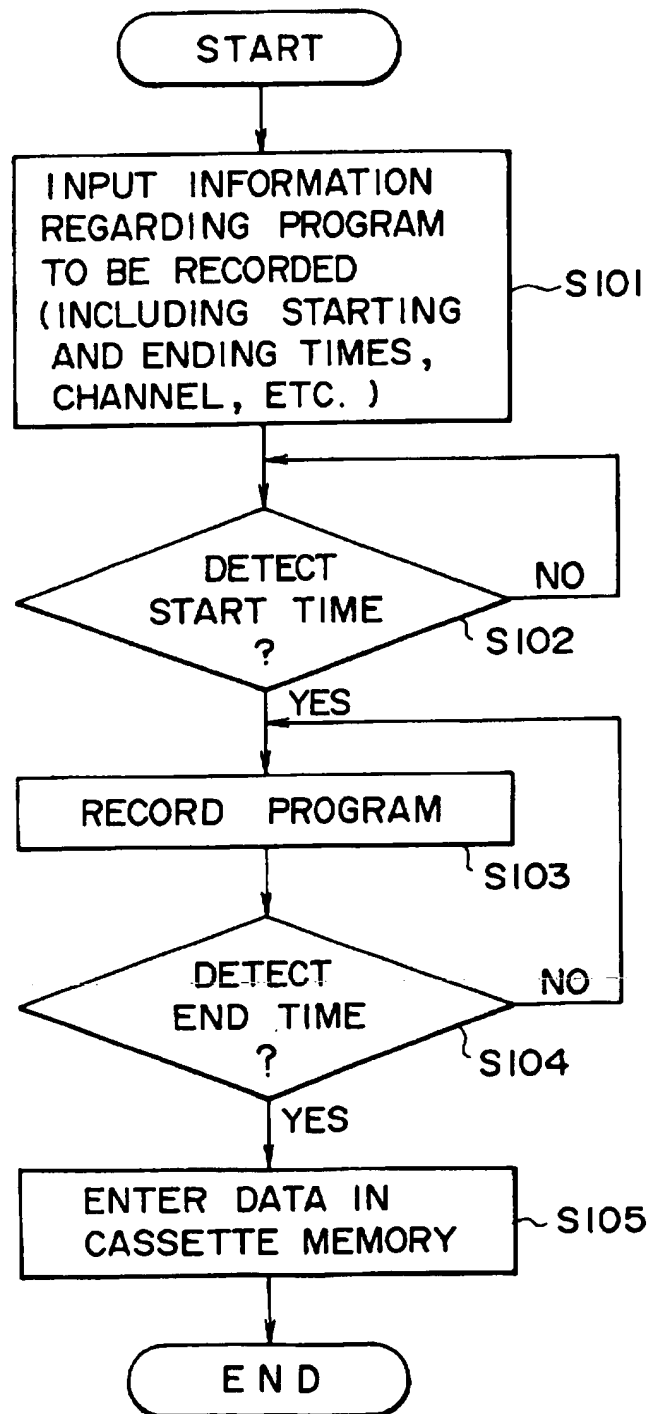 START
INPUT INFORMATION
REGARDING PROGRAM
TO BE RECORDED
(INCLUDING STARTING
AND ENDING TIMES,
CHANNEL, ETC.)
S101
DETECT
START TIME
?
NO
S102
YES
RECORD PROGRAM
S103
DETECT
END TIME
?
NO
S104
YES
ENTER DATA IN
CASSETTE MEMORY
S105
END